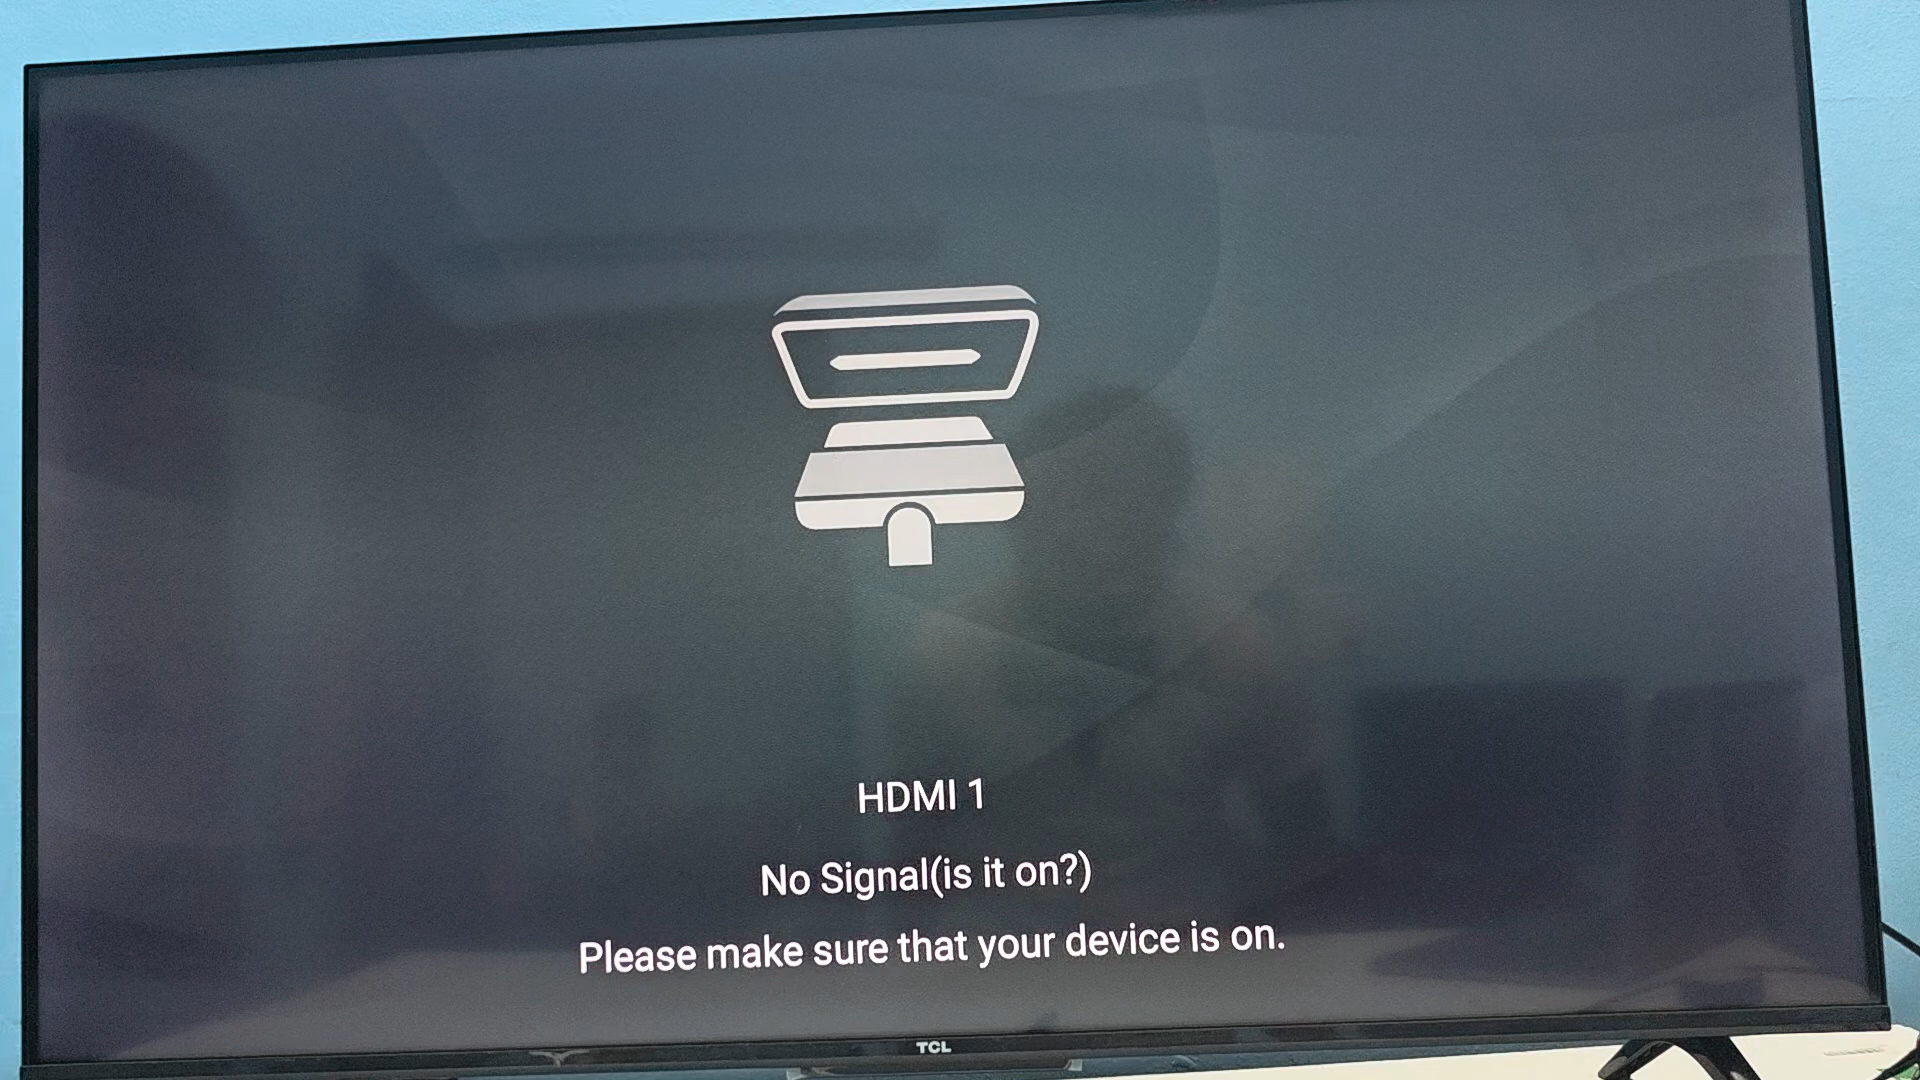 HDMI 1
No Signal(is it on?)
Please make sure that your device is on.
TCL